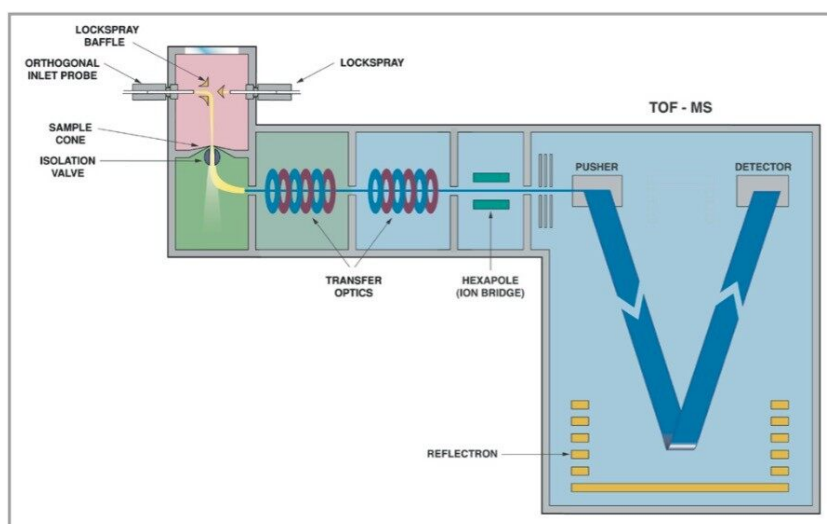 LOCKSPRAY
BAFFLE
ORTHOGONAL
INLET PROBE
LOCKSPRAY
SAMPLE
CONE
ISOLATION
VALVE
TOF - MS
PUSHER
DETECTOR
TRANSFER
OPTICS
HEXAPOLE
(ION BRIDGE)
REFLECTRON